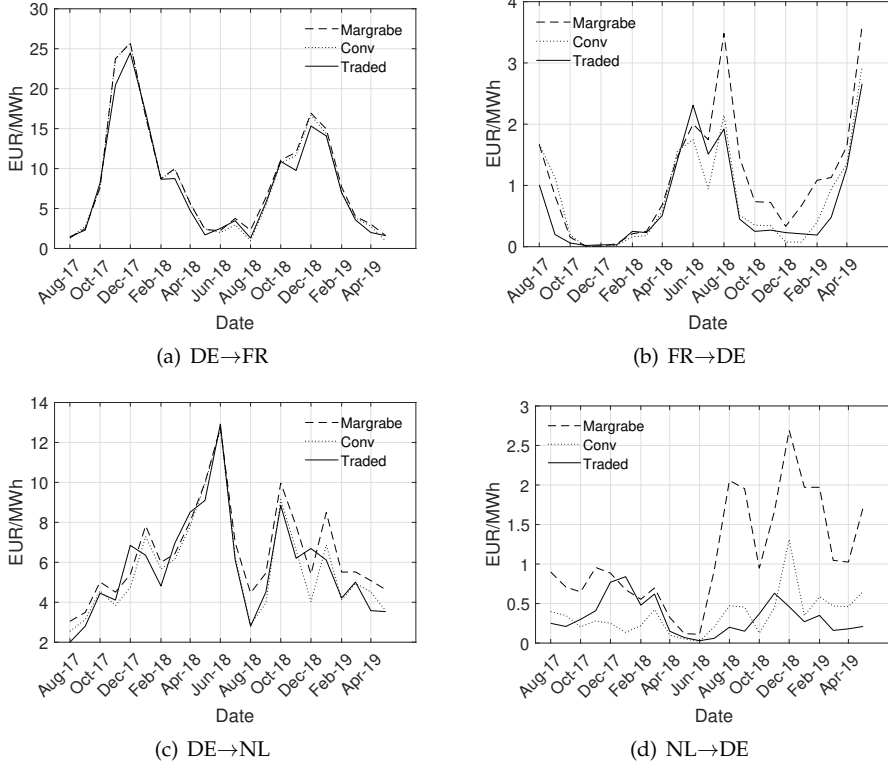 30
25
20
15
10
5
0
EUR/MWh
Margrabe
Conv
Traded
Aug-17
Oct-17
Dec-17
Feb-18
Apr-18
Jun-18
Aug-18
Oct-18
Dec-18
Feb-19
Apr-19
Date
(a) DE→FR
4
3
2
1
0
EUR/MWh
Margrabe
Conv
Traded
Aug-17
Oct-17
Dec-17
Feb-18
Apr-18
Jun-18
Aug-18
Oct-18
Dec-18
Feb-19
Apr-19
Date
(b) FR→DE
14
12
10
8
6
4
2
EUR/MWh
Margrabe
Conv
Traded
Aug-17
Oct-17
Dec-17
Feb-18
Apr-18
Jun-18
Aug-18
Oct-18
Dec-18
Feb-19
Apr-19
Date
(c) DE→NL
3
2.5
2
1.5
1
0.5
0
EUR/MWh
Margrabe
Conv
Traded
Aug-17
Oct-17
Dec-17
Feb-18
Apr-18
Jun-18
Aug-18
Oct-18
Dec-18
Feb-19
Apr-19
Date
(d) NL→DE